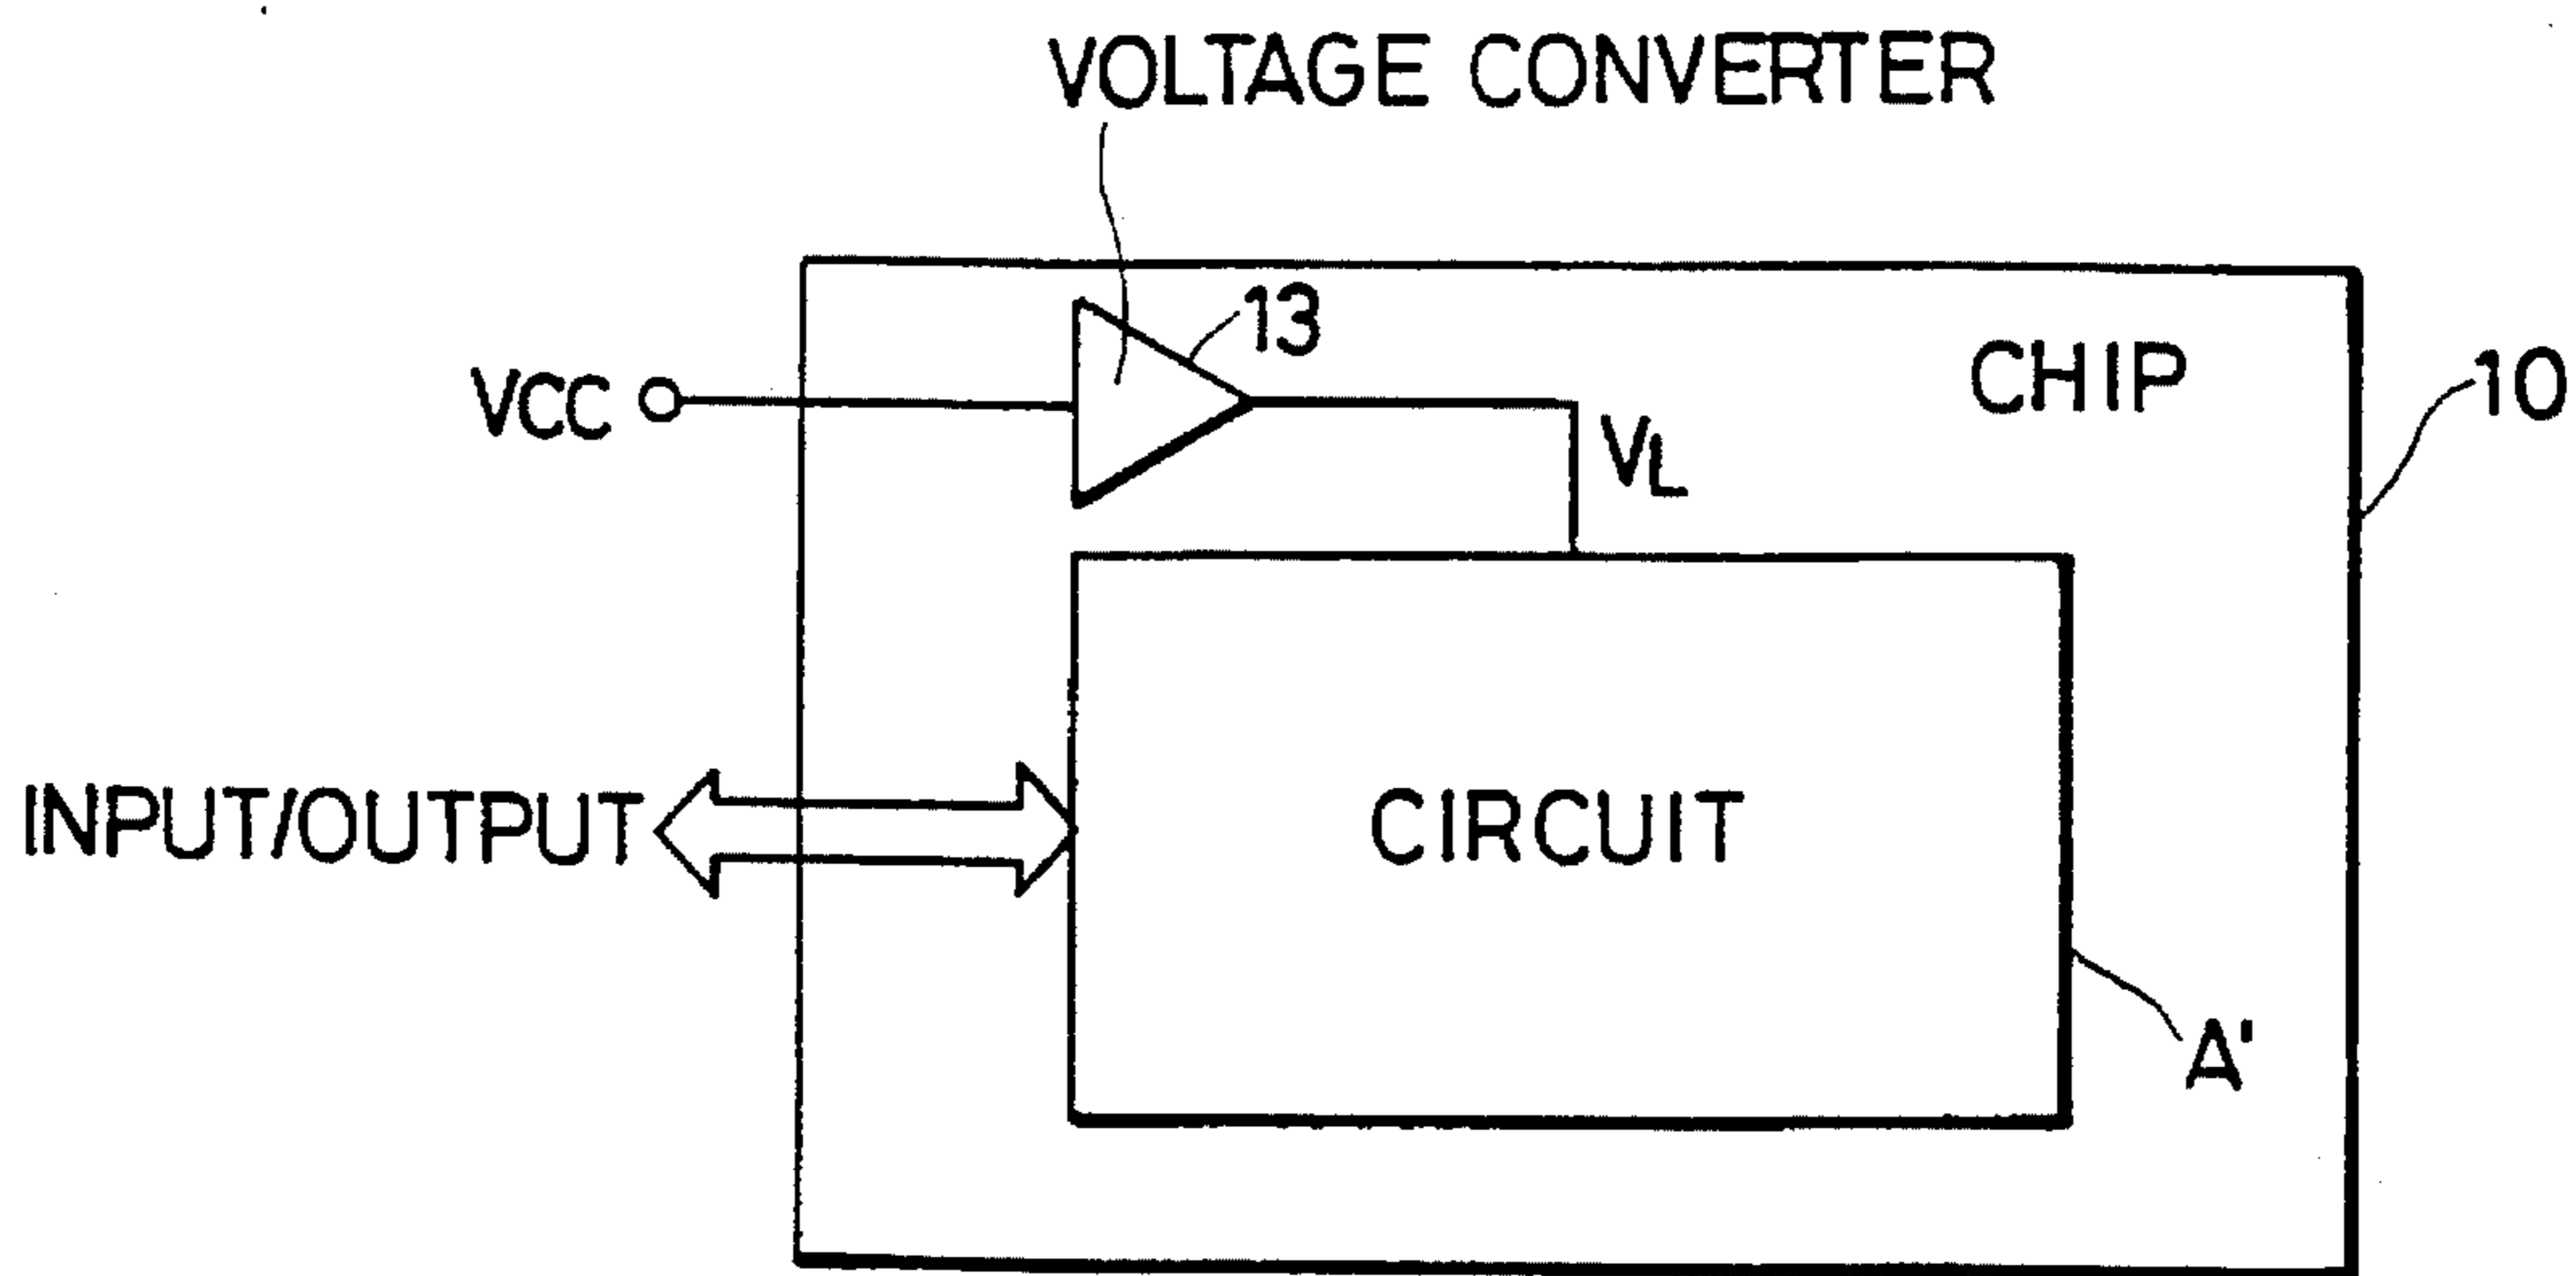 VOLTAGE CONVERTER
13
CHIP
10
VCC
VL
INPUT/OUTPUT
CIRCUIT
A'